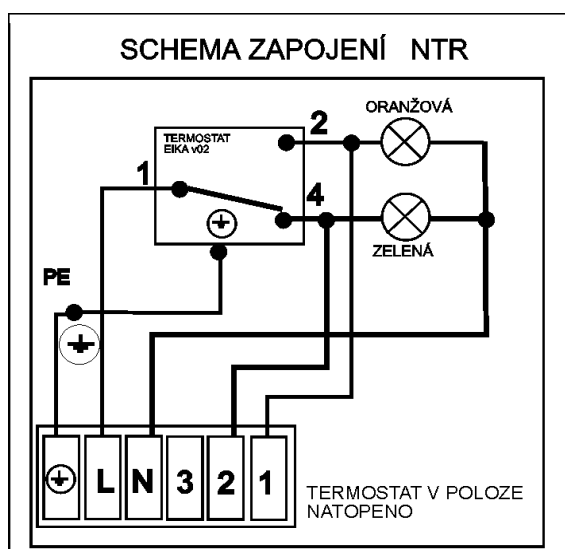 SCHEMA ZAPOJENÍ NTR
ORANŽOVÁ
2
TERMOSTAT
EIKA v02
1
4
ZELENÁ
PE
L N 3 2 1
TERMOSTAT V POLOZE
NATOPENO